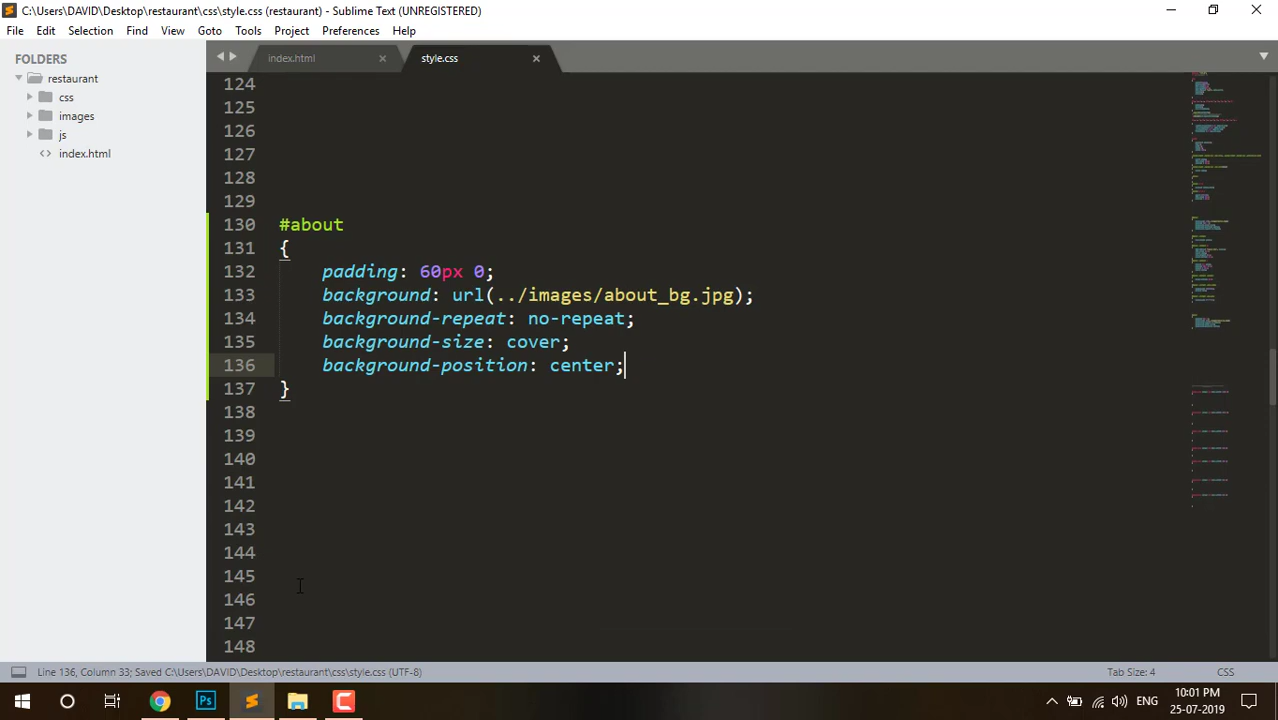 C:\Users\DAVID\Desktop\restaurant\css\style.css (restaurant) - Sublime Text (UNREGISTERED)
File Edit Selection Find View Goto Tools Project Preferences Help
FOLDERS
restaurant
css
images
js
index.html
index.html
style.css
124
125
126
127
128
129
130 #about
131 {
132 padding: 60px 0;
133 background: url(../images/about_bg.jpg);
134 background-repeat: no-repeat;
135 background-size: cover;
136 background-position: center;
137 }
138
139
140
141
142
143
144
145
146
147
148
Line 136, Column 33; Saved C:\Users\DAVID\Desktop\restaurant\css\style.css (UTF-8)
Tab Size: 4
CSS
Ps
ENG
10:01 PM
25-07-2019